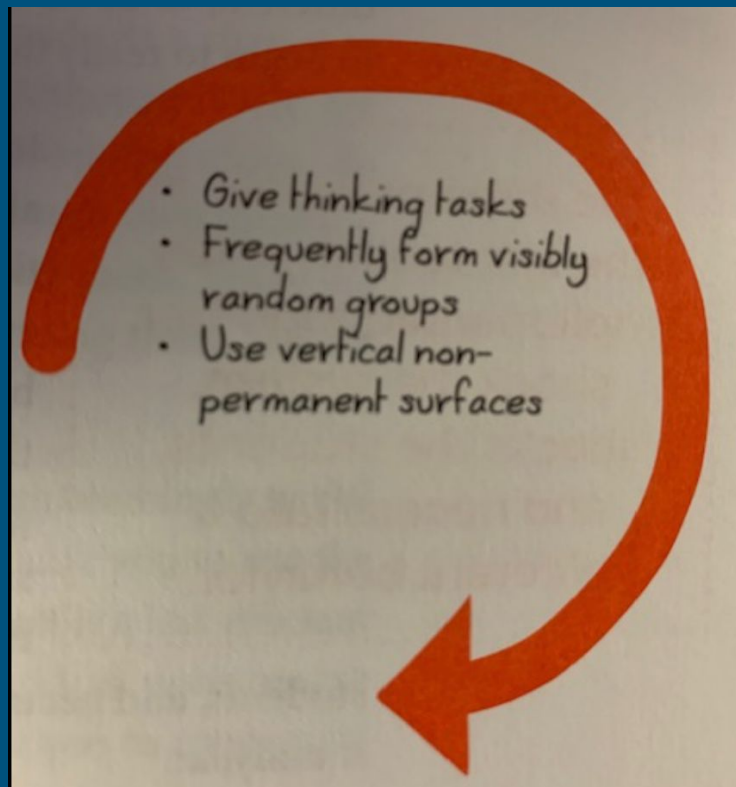 • Give thinking tasks
• Frequently form visibly
random groups
• Use vertical non-
permanent surfaces